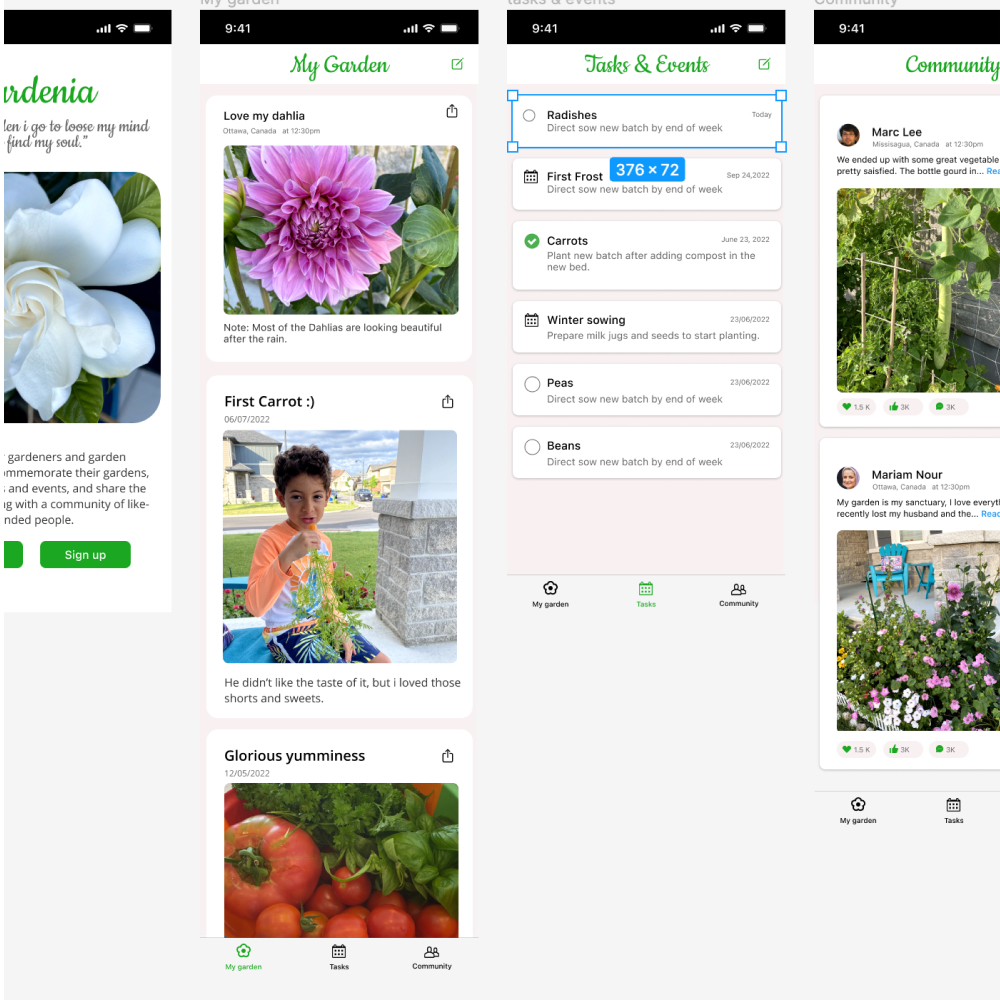 My garden
tasks & events
Community
rdenia
i go to loose my mind
find my soul."
gardeners and garden
ommemorate their gardens,
and events, and share the
with a community of like-
nded people.
Sign up
9:41
My Garden
Love my dahlia
Ottawa, Canada at 12:30pm
Note: Most of the Dahlias are looking beautiful
after the rain.
First Carrot :)
06/07/2022
He didn’t like the taste of it, but i loved those
shorts and sweets.
Glorious yumminess
12/05/2022
My garden
Tasks
Community
9:41
Tasks & Events
Radishes
Today
Direct sow new batch by end of week
376 × 72
First Frost
Sep 24,2022
Direct sow new batch by end of week
Carrots
June 23, 2022
Plant new batch after adding compost in the
new bed.
Winter sowing
23/06/2022
Prepare milk jugs and seeds to start planting.
Peas
23/06/2022
Direct sow new batch by end of week
Beans
23/06/2022
Direct sow new batch by end of week
My garden
Tasks
Community
9:41
Community
Marc Lee
Missisagua, Canada at 12:30pm
We ended up with some great vegetable
pretty saisfied. The bottle gourd in... Rea
1.5 K
3K
3K
Mariam Nour
Ottawa, Canada at 12:30pm
My garden is my sanctuary, I love everyt
recently lost my husband and the... Reac
1.5 K
3K
3K
My garden
Tasks